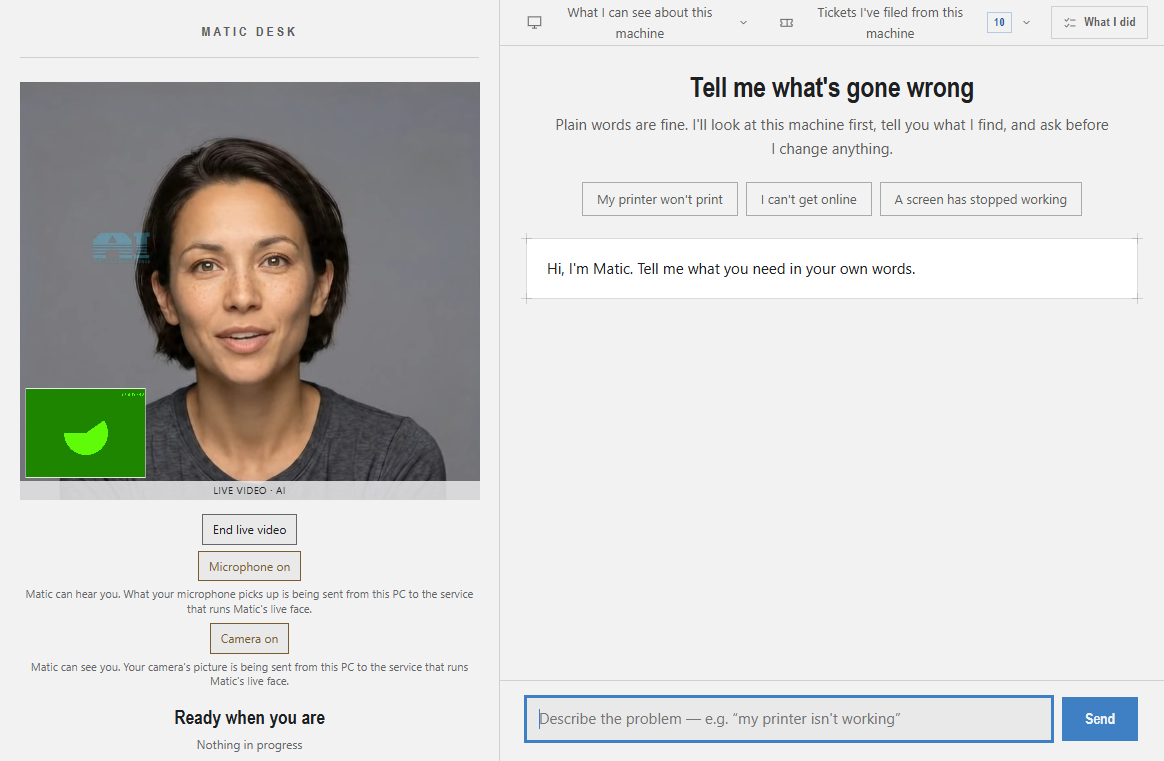 MATIC DESK
AI
LIVE VIDEO · AI
End live video
Microphone on
Matic can hear you. What your microphone picks up is being sent from this PC to the service
that runs Matic's live face.
Camera on
Matic can see you. Your camera's picture is being sent from this PC to the service that runs
Matic's live face.
Ready when you are
Nothing in progress
What I can see about this
machine
Tickets I've filed from this
machine
10
What I did
Tell me what's gone wrong
Plain words are fine. I'll look at this machine first, tell you what I find, and ask before
I change anything.
My printer won't print
I can't get online
A screen has stopped working
Hi, I'm Matic. Tell me what you need in your own words.
Describe the problem — e.g. “my printer isn't working”
Send